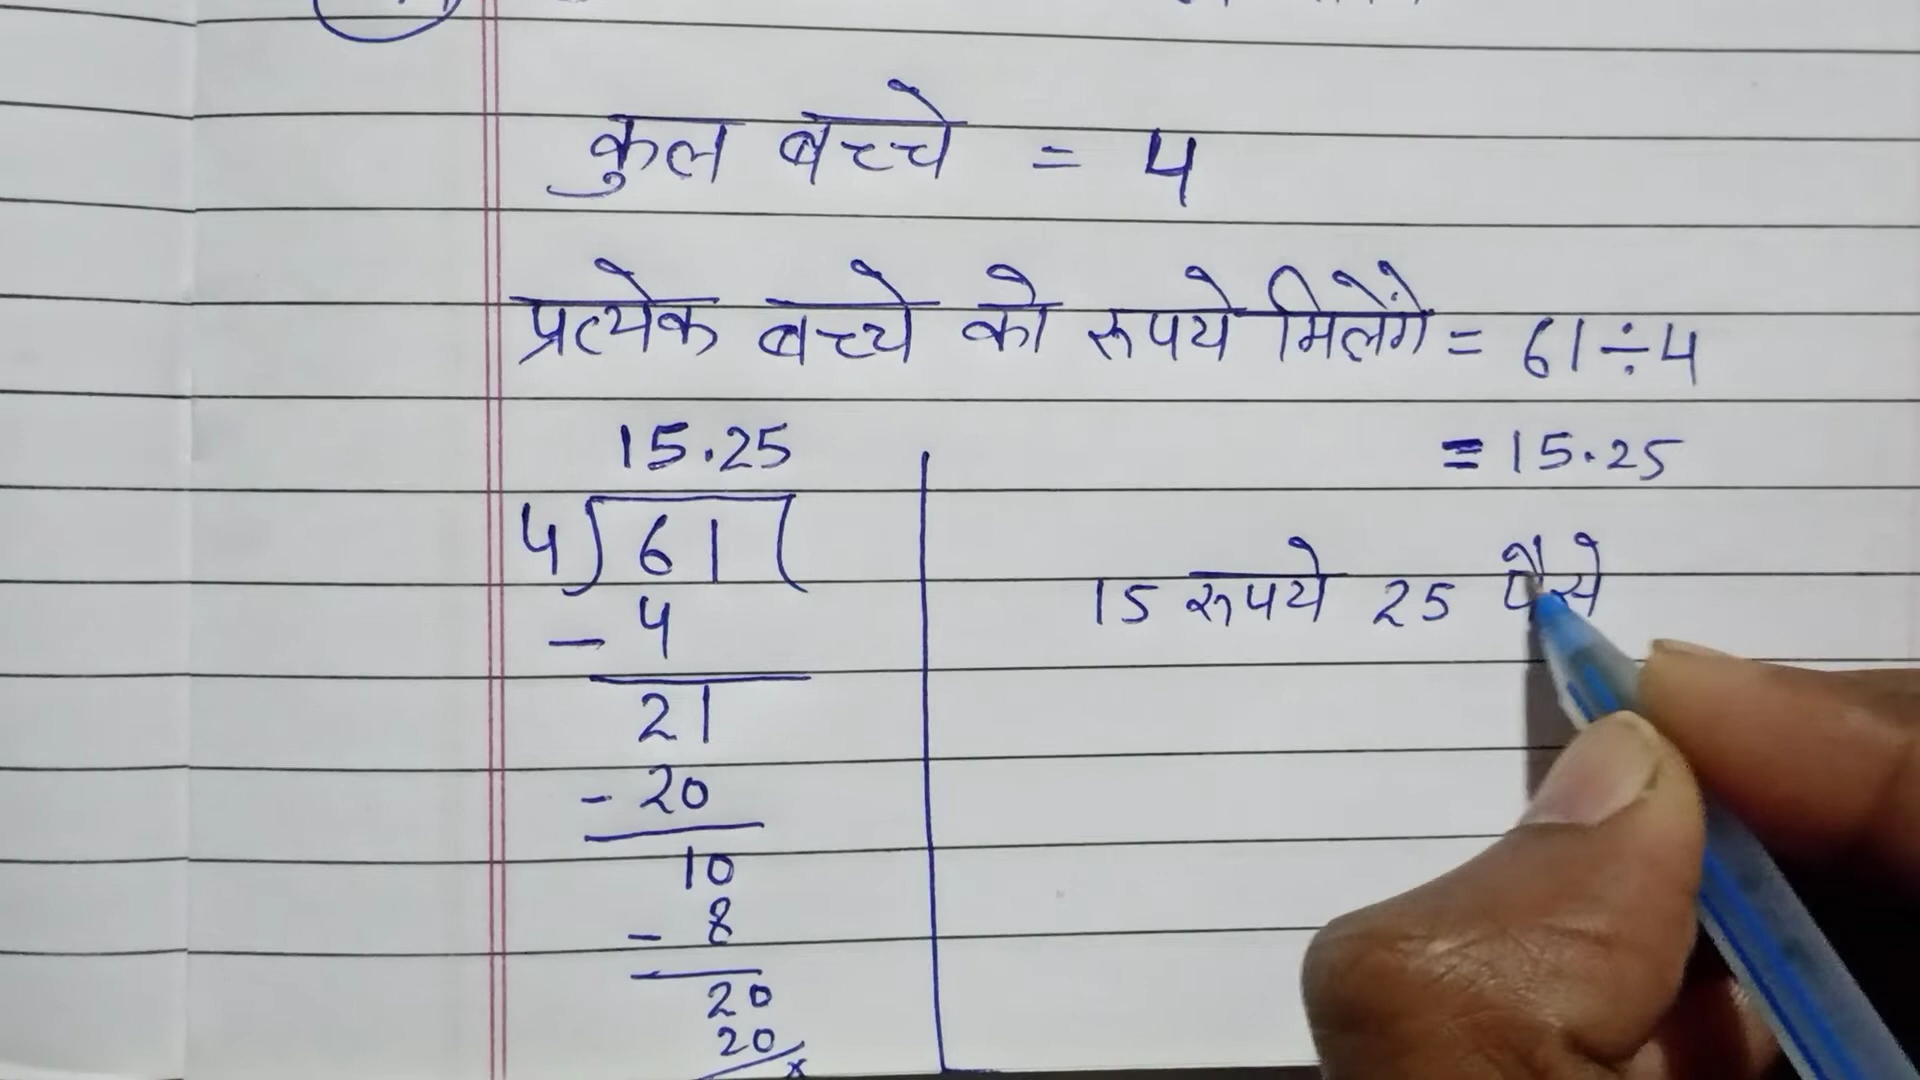 कुल बच्चे = 4
प्रत्येक बच्चे को रूपये मिलेंगे = 61 ÷ 4
= 15.25
15.25
4) 61 (
- 4
21
- 20
10
- 8
20
20
x
15 रूपये 25 पैसे